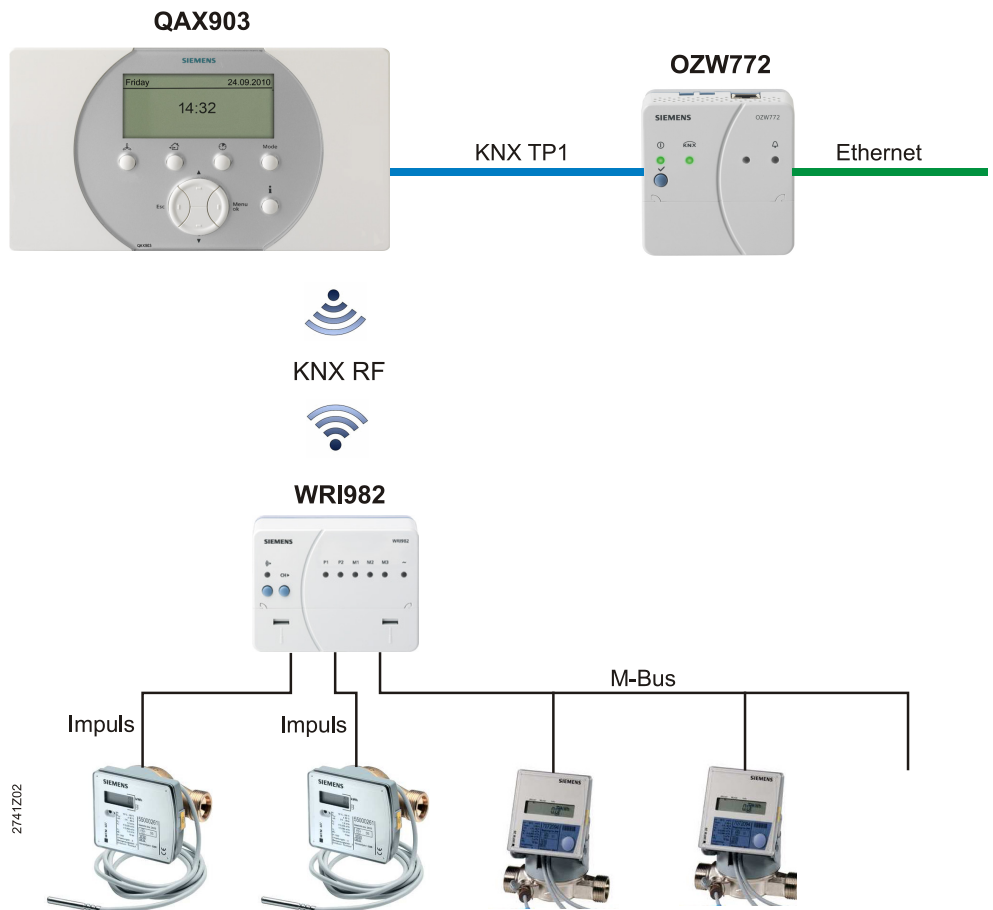 QAX903
OZW772
SIEMENS
Friday 24.09.2010
14:32
Mode
Esc
Menu
ok
QAX903
KNX TP1
SIEMENS
OZW772
KNX
Ethernet
KNX RF
WRI982
SIEMENS
WRI982
CH>
P1 P2 M1 M2 M3
M-Bus
Impuls
Impuls
SIEMENS
SIEMENS
SIEMENS
SIEMENS
2741Z02